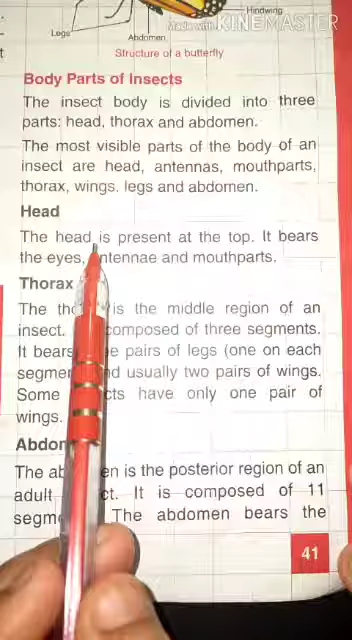 Hindwing
Made with KINEMASTER
Legs
Abdomen
Structure of a butterfly
Body Parts of Insects
The insect body is divided into three
parts: head, thorax and abdomen.
The most visible parts of the body of an
insect are head, antennas, mouthparts,
thorax, wings. legs and abdomen.
Head
The head is present at the top. It bears
the eyes, ntennae and mouthparts.
Thorax
The tho is the middle region of an
insect. composed of three segments.
It bears e pairs of legs (one on each
segmen d usually two pairs of wings.
Some cts have only one pair of
wings.
Abdon
The ab en is the posterior region of an
adult ct. It is composed of 11
segm The abdomen bears the
41